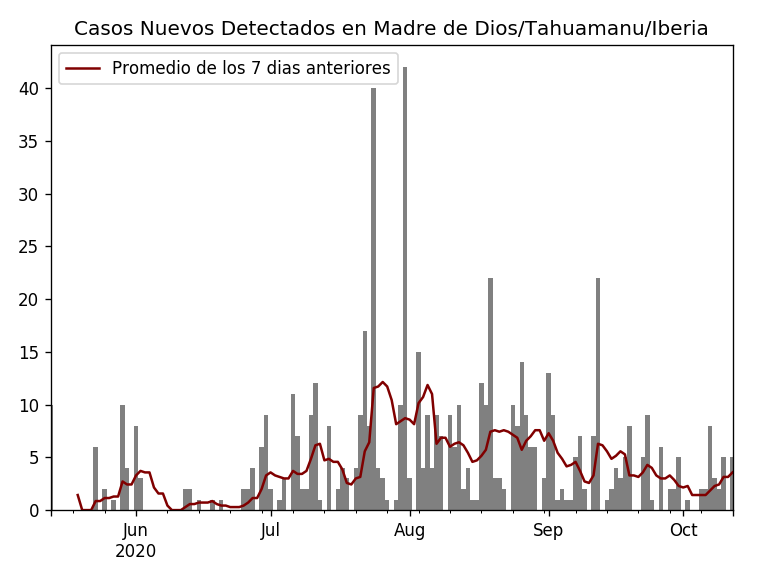 Casos Nuevos Detectados en Madre de Dios/Tahuamanu/Iberia
Promedio de los 7 dias anteriores
40
35
30
25
20
15
10
5
0
Jun
2020
Jul
Aug
Sep
Oct